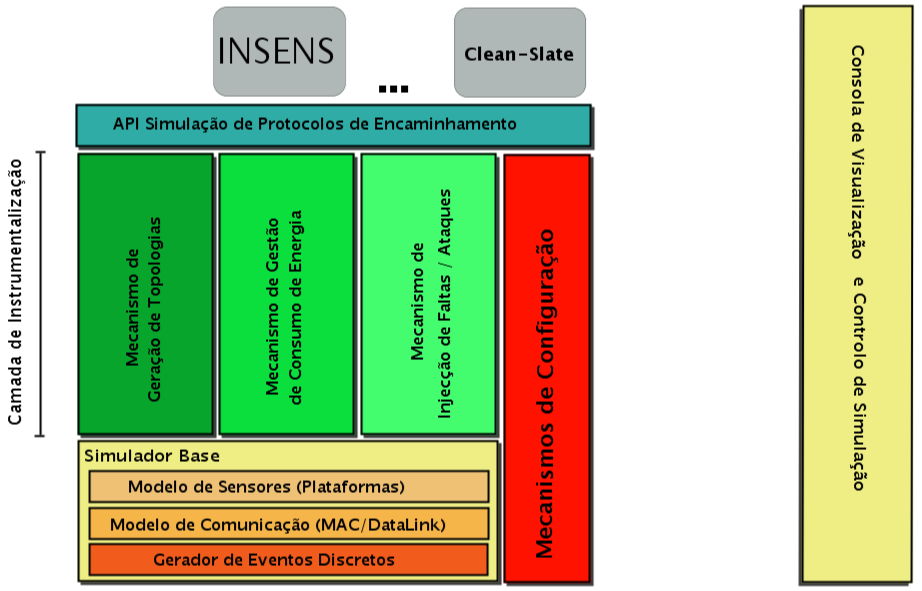 INSENS
...
Clean-Slate
API Simulação de Protocolos de Encaminhamento
Camada de Instrumentalização
Mecanismo de
Geração de Topologias
Mecanismo de Gestão
de Consumo de Energia
Mecanismo de
Injecção de Faltas / Ataques
Mecanismos de Configuração
Simulador Base
Modelo de Sensores (Plataformas)
Modelo de Comunicação (MAC/DataLink)
Gerador de Eventos Discretos
Consola de Visualização e Controlo de Simulação